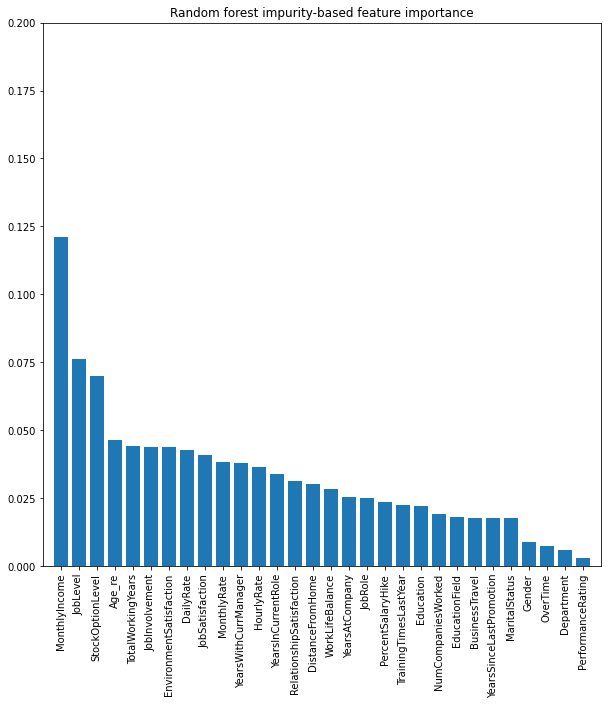 Random forest impurity-based feature importance
0.200
0.175
0.150
0.125
0.100
0.075
0.050
0.025
0.000
MonthlyIncome
JobLevel
StockOptionLevel
Age_re
TotalWorkingYears
JobInvolvement
EnvironmentSatisfaction
DailyRate
JobSatisfaction
MonthlyRate
YearsWithCurrManager
HourlyRate
YearsInCurrentRole
RelationshipSatisfaction
DistanceFromHome
WorkLifeBalance
YearsAtCompany
JobRole
PercentSalaryHike
TrainingTimesLastYear
Education
NumCompaniesWorked
EducationField
BusinessTravel
YearsSinceLastPromotion
MaritalStatus
Gender
OverTime
Department
PerformanceRating